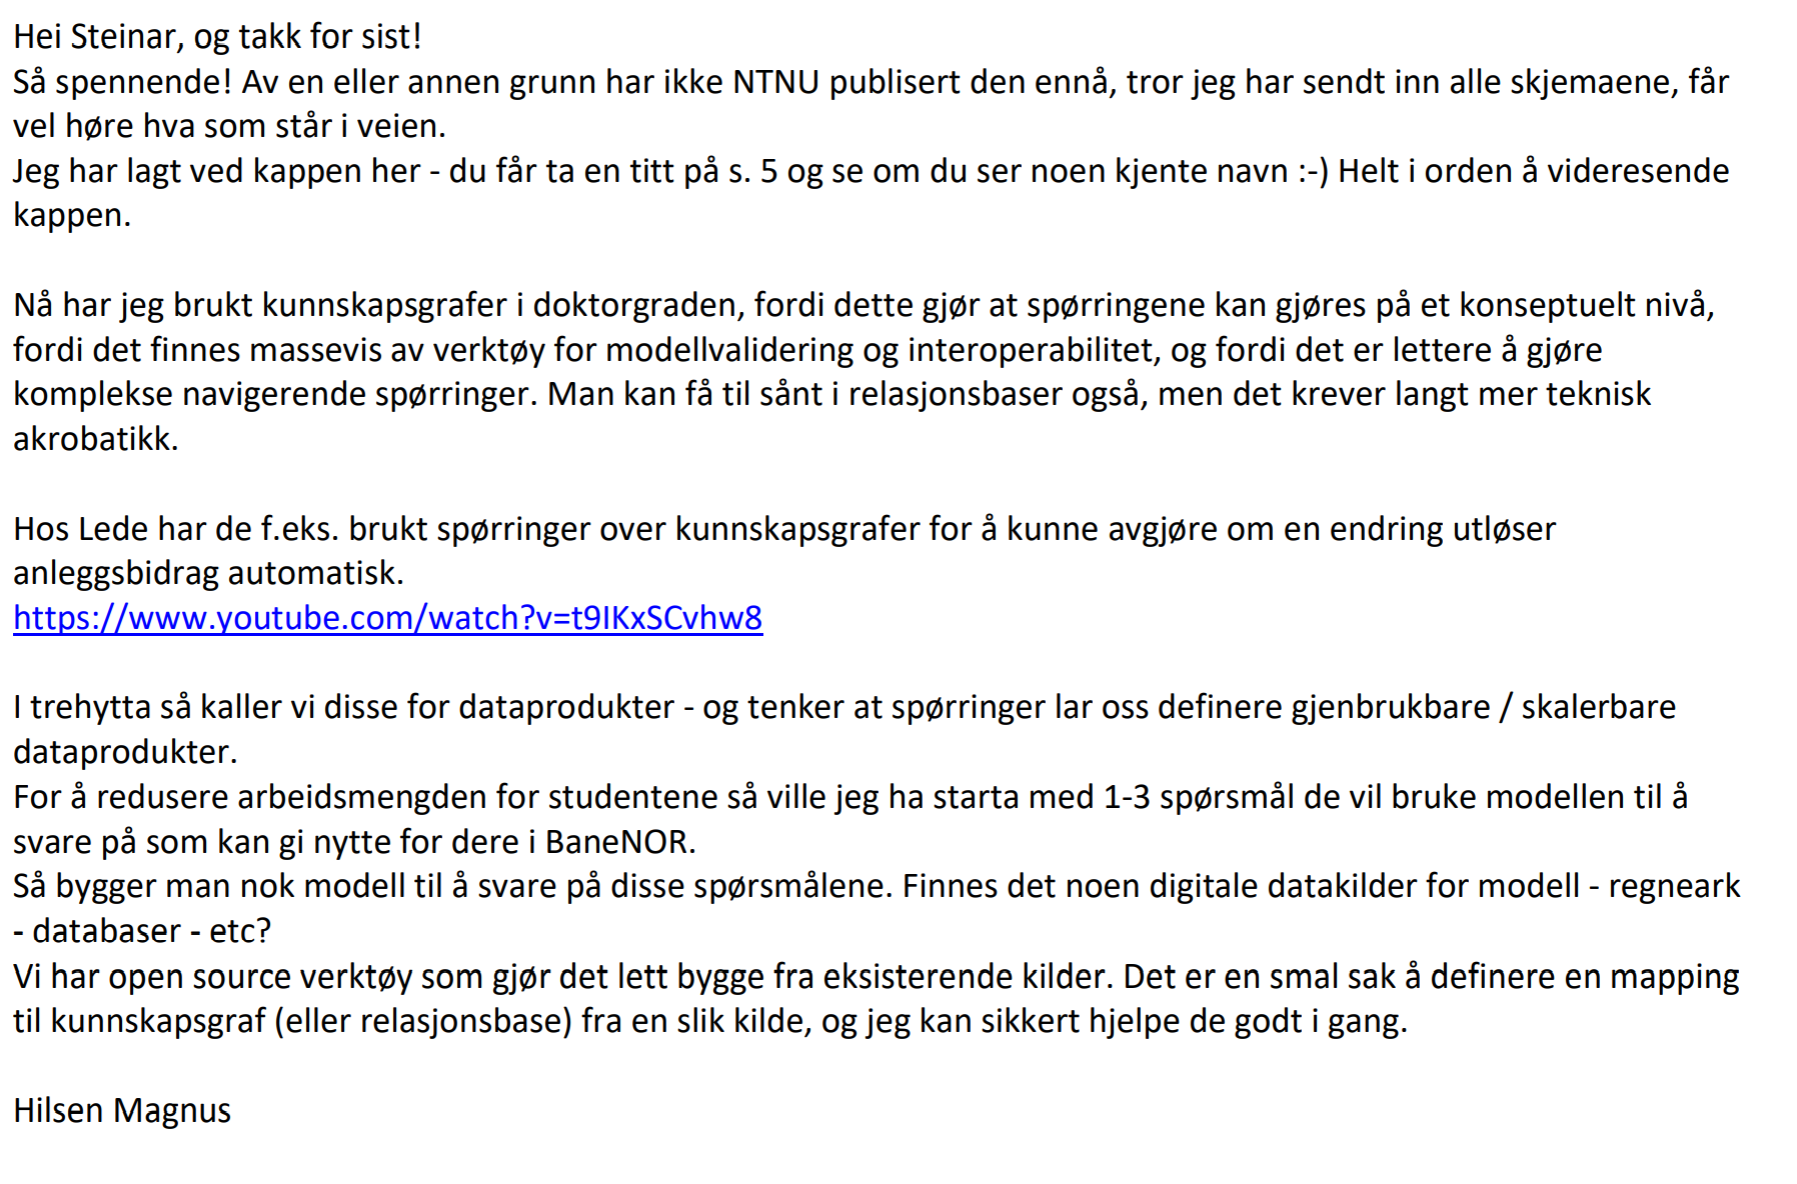 Hei Steinar, og takk for sist!
Så spennende! Av en eller annen grunn har ikke NTNU publisert den ennå, tror jeg har sendt inn alle skjemaene, får
vel høre hva som står i veien.
Jeg har lagt ved kappen her - du får ta en titt på s. 5 og se om du ser noen kjente navn :-) Helt i orden å videresende
kappen.
Nå har jeg brukt kunnskapsgrafer i doktorgraden, fordi dette gjør at spørringene kan gjøres på et konseptuelt nivå,
fordi det finnes massevis av verktøy for modellvalidering og interoperabilitet, og fordi det er lettere å gjøre
komplekse navigerende spørringer. Man kan få til sånt i relasjonsbaser også, men det krever langt mer teknisk
akrobatikk.
Hos Lede har de f.eks. brukt spørringer over kunnskapsgrafer for å kunne avgjøre om en endring utløser
anleggsbidrag automatisk.
https://www.youtube.com/watch?v=t9IKxSCvhw8
I trehytta så kaller vi disse for dataprodukter - og tenker at spørringer lar oss definere gjenbrukbare / skalerbare
dataprodukter.
For å redusere arbeidsmengden for studentene så ville jeg ha starta med 1-3 spørsmål de vil bruke modellen til å
svare på som kan gi nytte for dere i BaneNOR.
Så bygger man nok modell til å svare på disse spørsmålene. Finnes det noen digitale datakilder for modell - regneark
- databaser - etc?
Vi har open source verktøy som gjør det lett bygge fra eksisterende kilder. Det er en smal sak å definere en mapping
til kunnskapsgraf (eller relasjonsbase) fra en slik kilde, og jeg kan sikkert hjelpe de godt i gang.
Hilsen Magnus